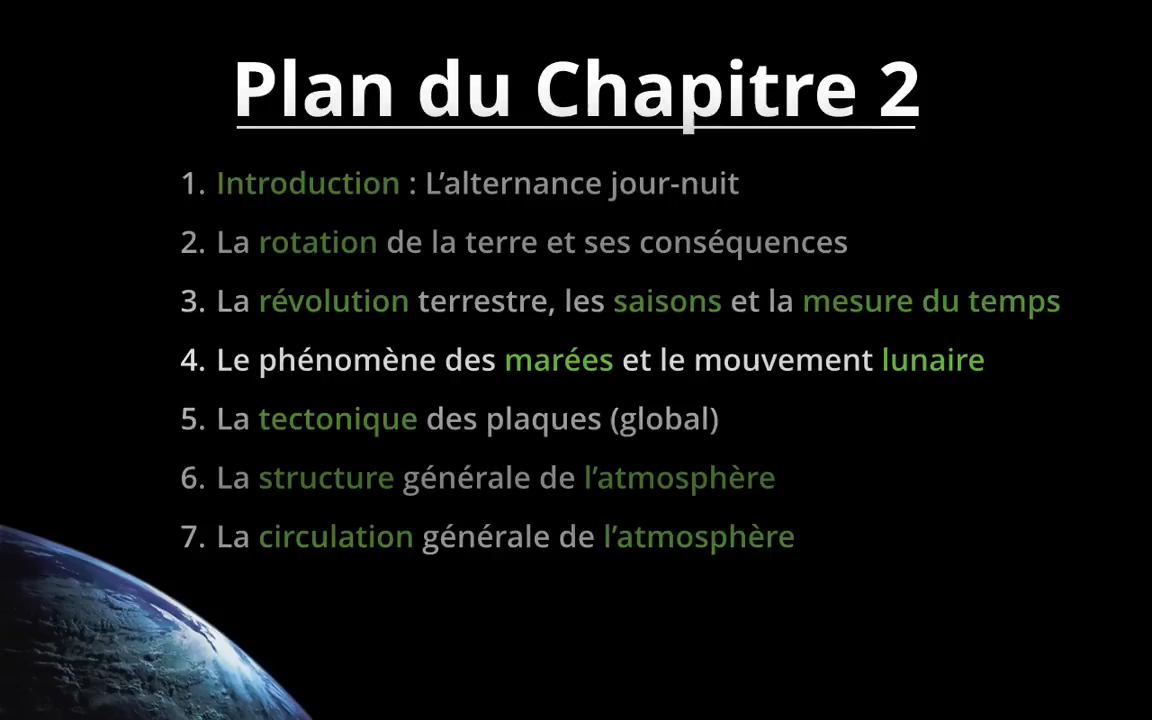 Plan du Chapitre 2
1. Introduction : L’alternance jour-nuit
2. La rotation de la terre et ses conséquences
3. La révolution terrestre, les saisons et la mesure du temps
4. Le phénomène des marées et le mouvement lunaire
5. La tectonique des plaques (global)
6. La structure générale de l’atmosphère
7. La circulation générale de l’atmosphère